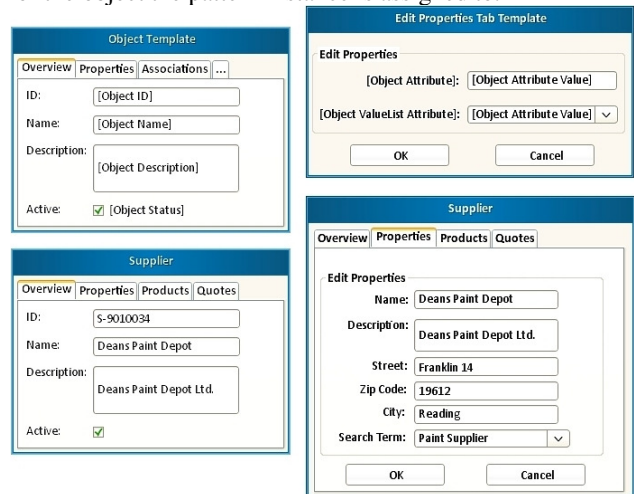 Object Template
Overview Properties Associations ...
ID: [Object ID]
Name: [Object Name]
Description: [Object Description]
Active: [Object Status]
Edit Properties Tab Template
Edit Properties
[Object Attribute]: [Object Attribute Value]
[Object ValueList Attribute]: [Object Attribute Value]
OK Cancel
Supplier
Overview Properties Products Quotes
ID: S-9010034
Name: Deans Paint Depot
Description: Deans Paint Depot Ltd.
Active:
Supplier
Overview Properties Products Quotes
Edit Properties
Name: Deans Paint Depot
Description: Deans Paint Depot Ltd.
Street: Franklin 14
Zip Code: 19612
City: Reading
Search Term: Paint Supplier
OK Cancel